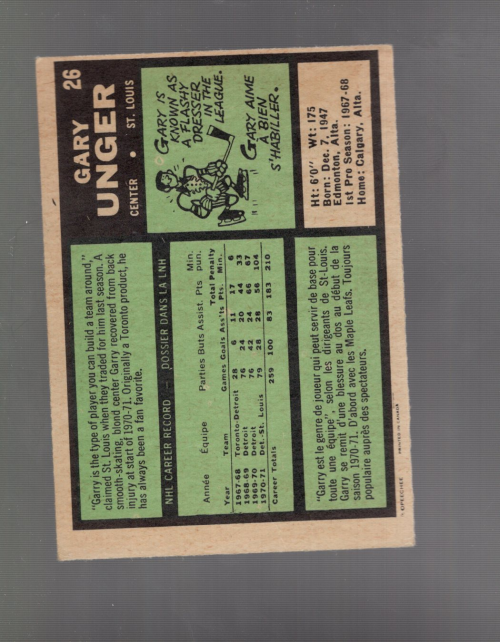 26
GARY
UNGER
CENTER • ST. LOUIS
GARY IS
KNOWN AS
A FLASHY
DRESSER
IN THE
LEAGUE.
GARY AIME
À BIEN
S'HABILLER.
Ht: 6'0" Wt: 175
Born: Dec. 7, 1947
Edmonton, Alta.
1st Pro Season: 1967-68
Home: Calgary, Alta.
"Garry is the type of player you can build a team around,"
claimed St. Louis when they traded for him last season. A
smooth-skating, blond center Garry recovered from back
injury at start of 1970-71. Originally a Toronto product, he
has always been a fan favorite.
NHL CAREER RECORD — DOSSIER DANS LA LNH
Année Équipe Parties Buts Assist. Pts Min. pun.
Year Team Games Goals Ass'ts Total Pts. Penalty Min.
1967-68 Toronto-Detroit 28 6 11 17 6
1968-69 Detroit 76 24 20 44 33
1969-70 Detroit 76 42 24 66 67
1970-71 Det.-St. Louis 79 28 28 56 104
Career Totals 259 100 83 183 210
"Garry est le genre de joueur qui peut servir de base pour
toute une équipe", selon les dirigeants de St-Louis.
Garry se remit d'une blessure au dos au début de la
saison 1970-71. D'abord avec les Maple Leafs. Toujours
populaire auprès des spectateurs.
© OPEECHEE PRINTED IN CANADA